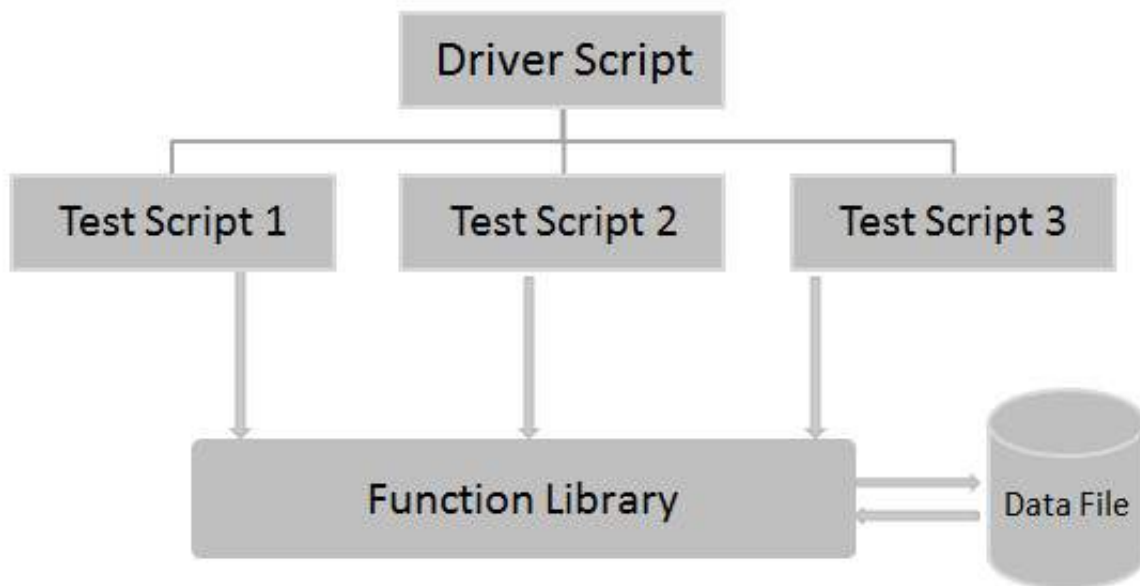 Driver Script
Test Script 1
Test Script 2
Test Script 3
Function Library
Data File